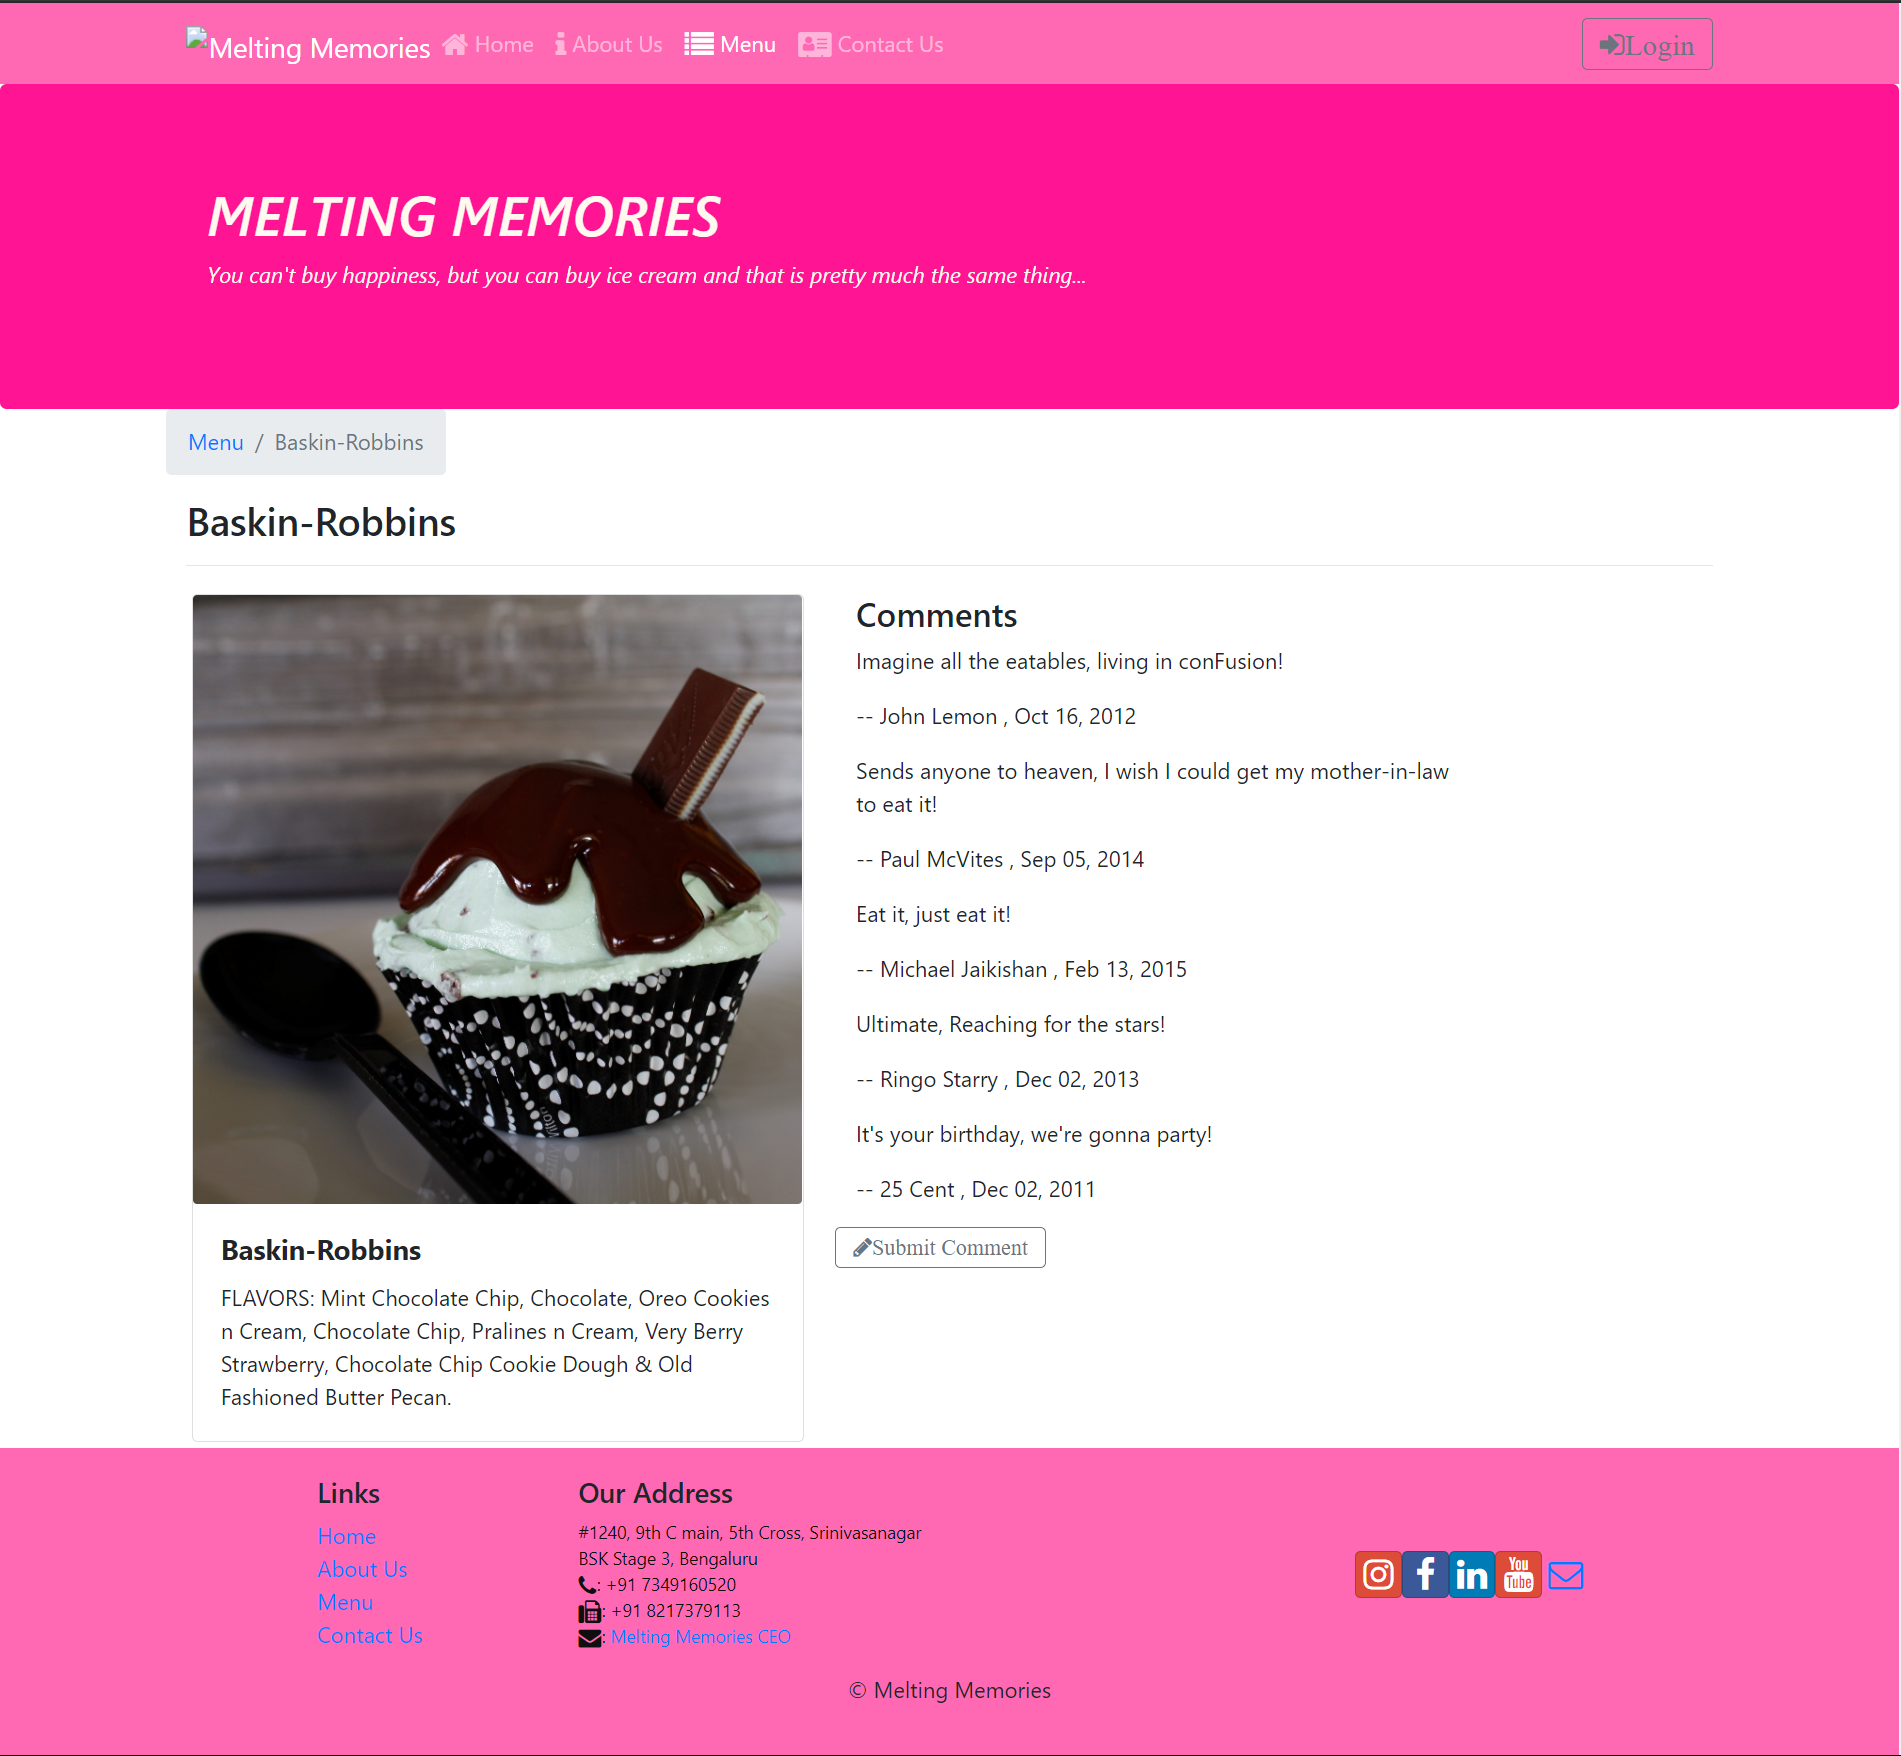 Melting Memories Home About Us Menu Contact Us Login
MELTING MEMORIES
You can't buy happiness, but you can buy ice cream and that is pretty much the same thing...
Menu / Baskin-Robbins
Baskin-Robbins
Comments
Imagine all the eatables, living in conFusion!
-- John Lemon , Oct 16, 2012
Sends anyone to heaven, I wish I could get my mother-in-law
to eat it!
-- Paul McVites , Sep 05, 2014
Eat it, just eat it!
-- Michael Jaikishan , Feb 13, 2015
Ultimate, Reaching for the stars!
-- Ringo Starry , Dec 02, 2013
It's your birthday, we're gonna party!
-- 25 Cent , Dec 02, 2011
Submit Comment
Baskin-Robbins
FLAVORS: Mint Chocolate Chip, Chocolate, Oreo Cookies
n Cream, Chocolate Chip, Pralines n Cream, Very Berry
Strawberry, Chocolate Chip Cookie Dough & Old
Fashioned Butter Pecan.
Links
Home
About Us
Menu
Contact Us
Our Address
#1240, 9th C main, 5th Cross, Srinivasanagar
BSK Stage 3, Bengaluru
: +91 7349160520
: +91 8217379113
: Melting Memories CEO
You
Tube
© Melting Memories